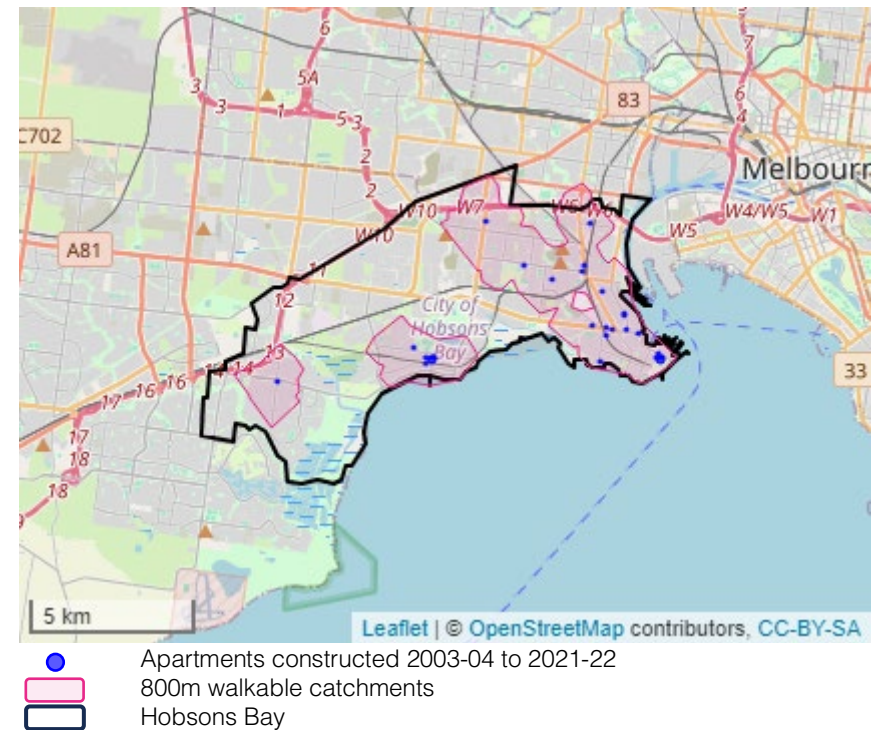 6
7
5A
3
3
1
5 3
83
6
4
C702
2
2
Melbourn
W10
W7
W6
W6
W4/W5
W1
W10
W5
A81
11
12
City of
Hobsons
Bay
13
14
14
33
16
16
17
17
18
18
9
5 km
Leaflet | © OpenStreetMap contributors, CC-BY-SA
Apartments constructed 2003-04 to 2021-22
800m walkable catchments
Hobsons Bay